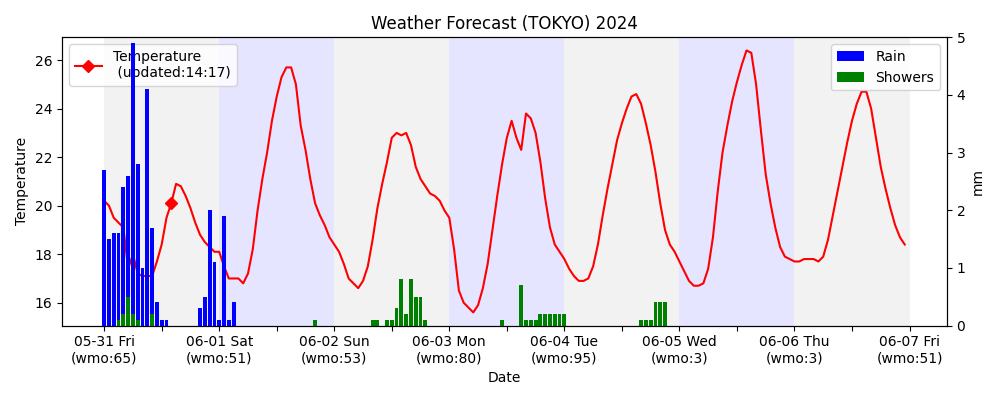 Weather Forecast (TOKYO) 2024
Temperature
(updated:14:17)
Rain
Showers
Temperature
26
24
22
20
18
16
5
4
3
2
1
0
mm
05-31 Fri
(wmo:65)
06-01 Sat
(wmo:51)
06-02 Sun
(wmo:53)
06-03 Mon
(wmo:80)
06-04 Tue
(wmo:95)
06-05 Wed
(wmo:3)
06-06 Thu
(wmo:3)
06-07 Fri
(wmo:51)
Date